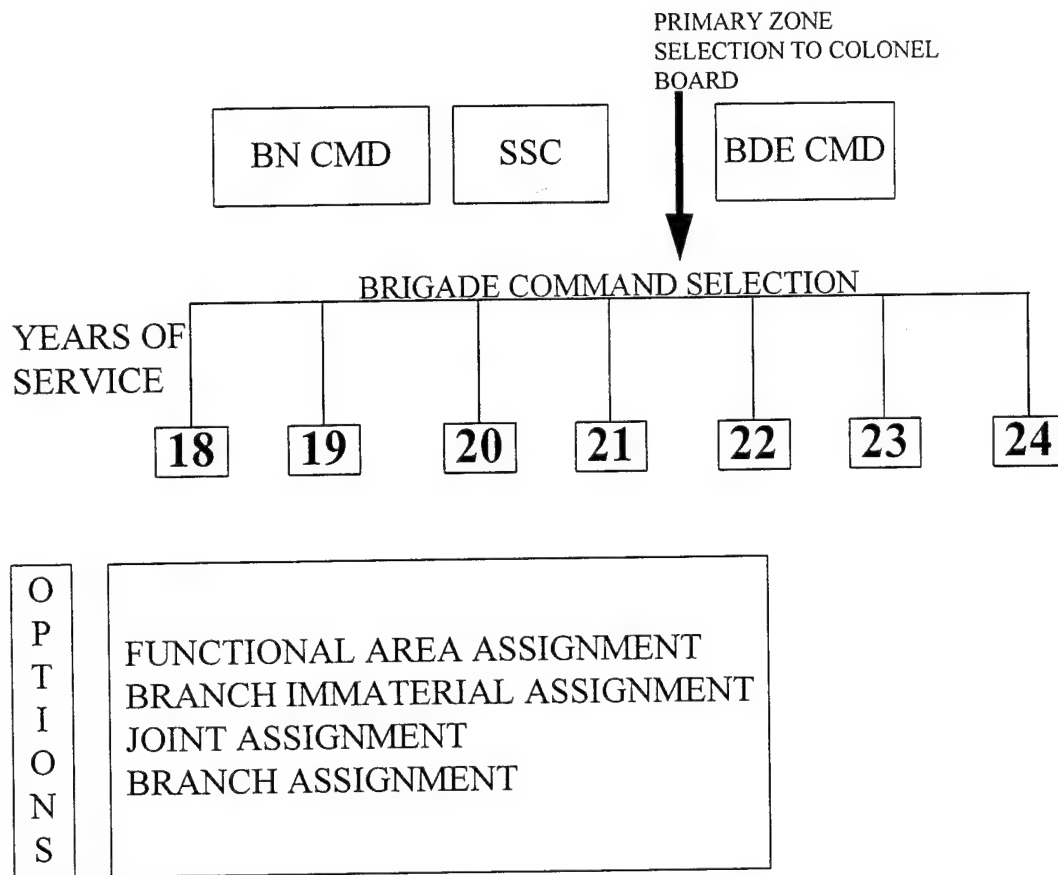 PRIMARY ZONE
SELECTION TO COLONEL
BOARD
BN CMD
SSC
BDE CMD
BRIGADE COMMAND SELECTION
YEARS OF
SERVICE
18
19
20
21
22
23
24
O
P
T
I
O
N
S
FUNCTIONAL AREA ASSIGNMENT
BRANCH IMMATERIAL ASSIGNMENT
JOINT ASSIGNMENT
BRANCH ASSIGNMENT